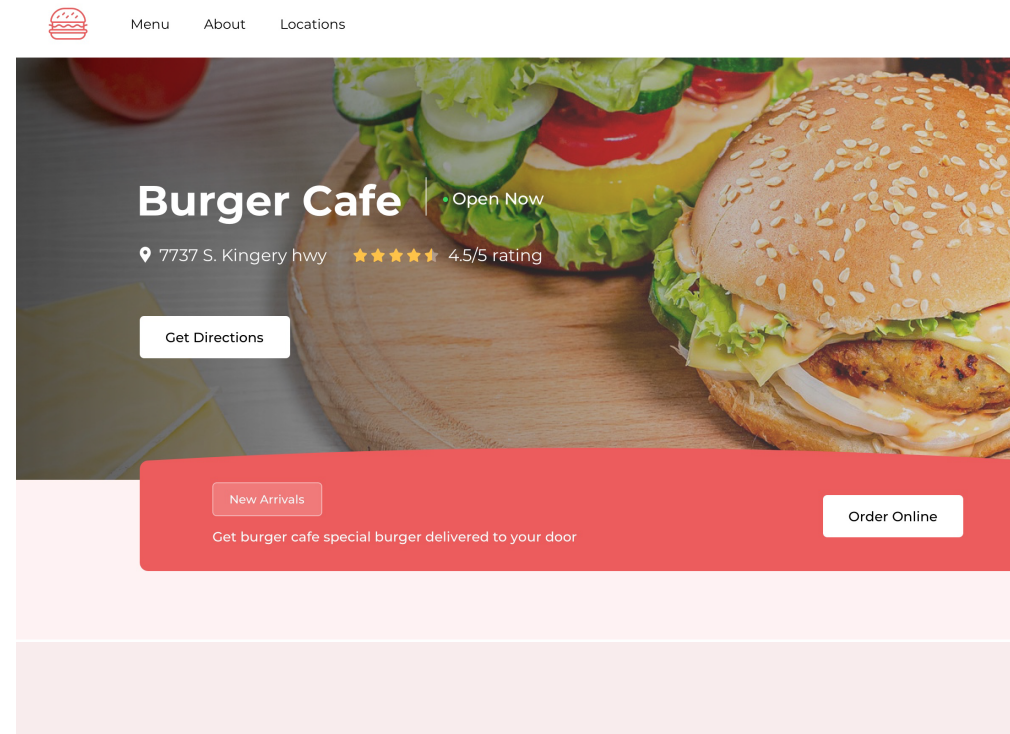 Menu About Locations
Burger Cafe Open Now
7737 S. Kingery hwy 4.5/5 rating
Get Directions
New Arrivals
Get burger cafe special burger delivered to your door
Order Online